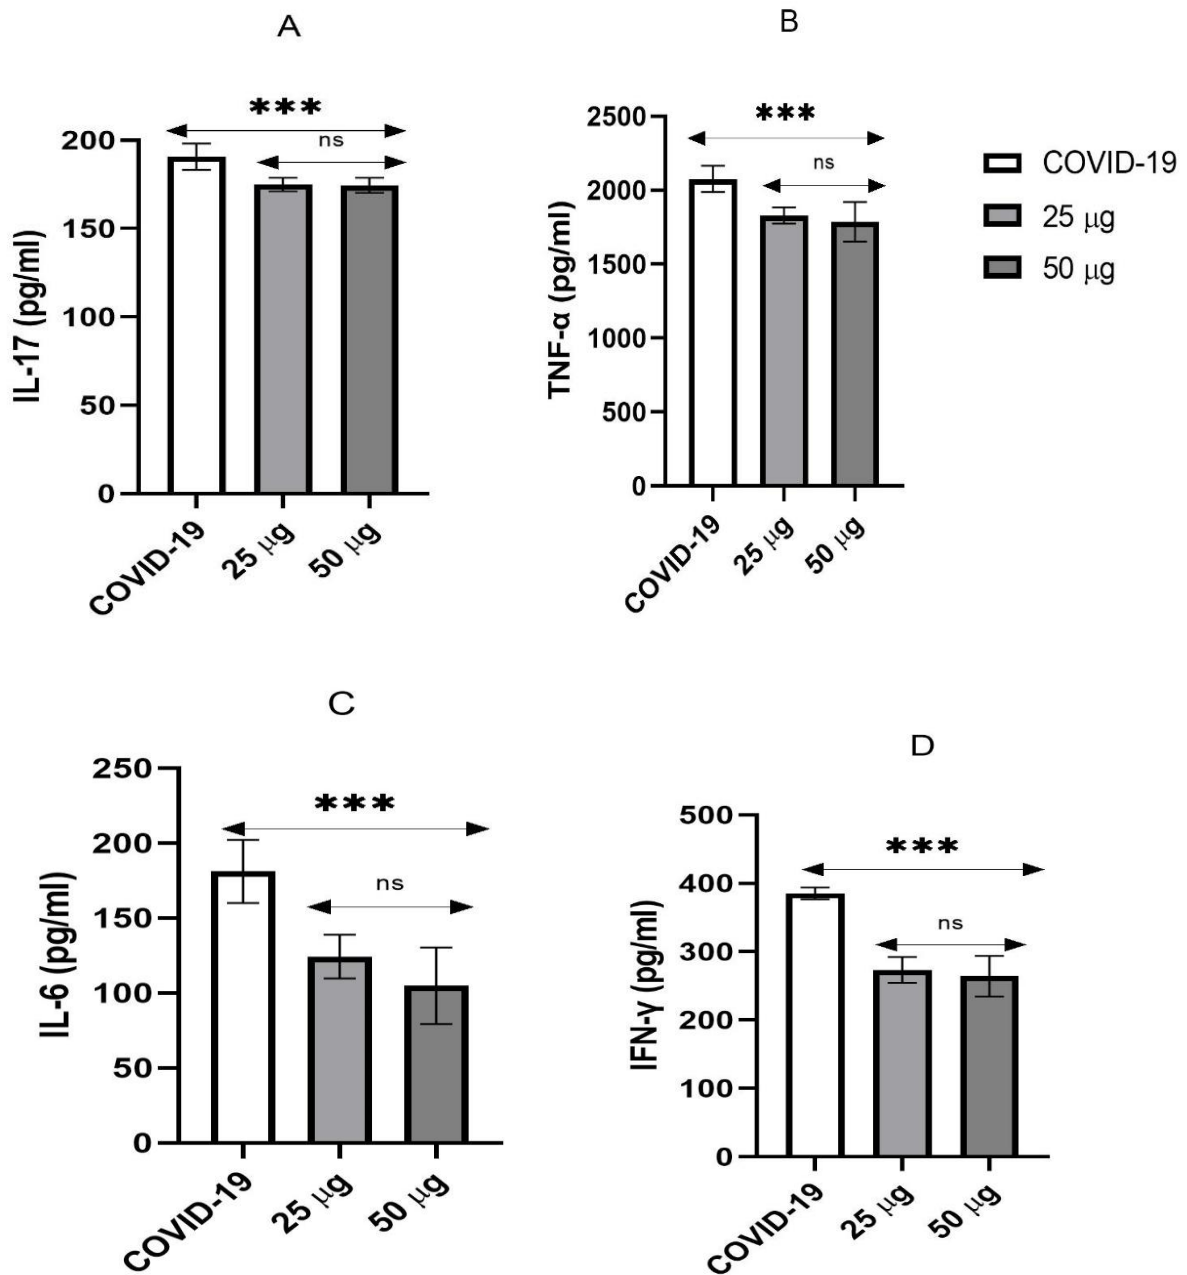 A
***
ns
200
150
100
50
0
IL-17 (pg/ml)
COVID-19
25 μg
50 μg
B
***
ns
2500
2000
1500
1000
500
0
TNF-α (pg/ml)
COVID-19
25 μg
50 μg
COVID-19
25 μg
50 μg
C
***
ns
250
200
150
100
50
0
IL-6 (pg/ml)
COVID-19
25 μg
50 μg
D
***
ns
500
400
300
200
100
0
IFN-γ (pg/ml)
COVID-19
25 μg
50 μg